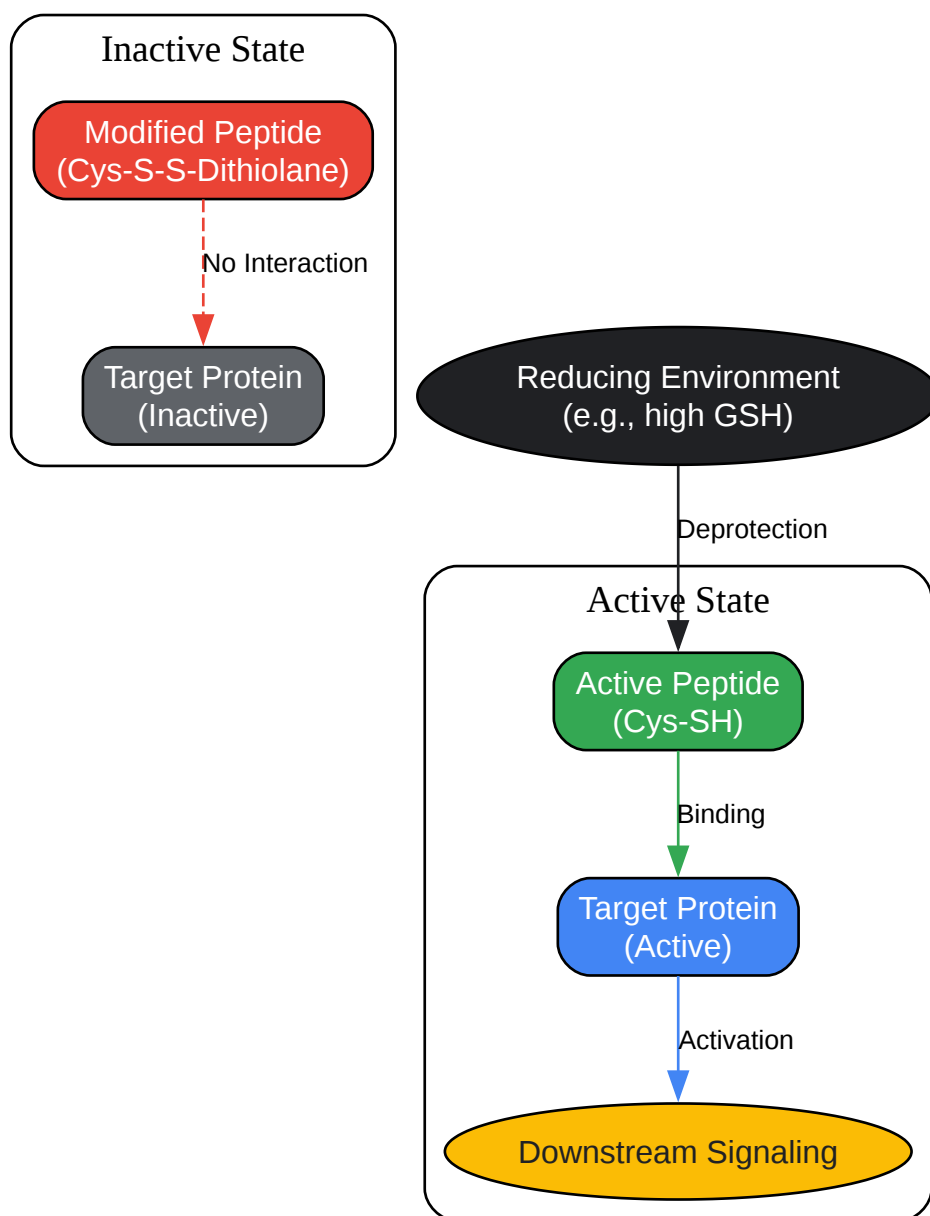 Inactive State
Modified Peptide
(Cys-S-S-Dithiolane)
No Interaction
Target Protein
(Inactive)
Reducing Environment
(e.g., high GSH)
Deprotection
Active State
Active Peptide
(Cys-SH)
Binding
Target Protein
(Active)
Activation
Downstream Signaling